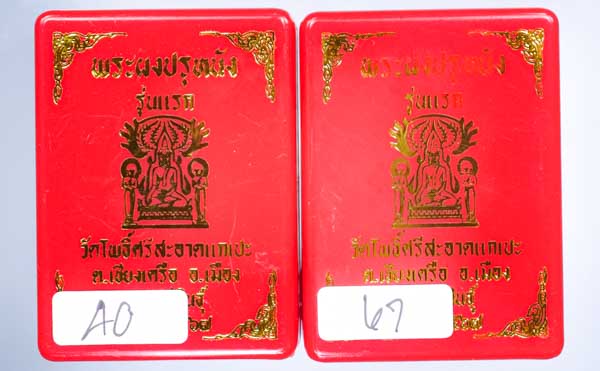 พระผงปรุหนัง
รุ่นแรก
วัดโพธิ์ศรีสะอาดแกเปะ
ต.เชียงเครือ อ.เมือง
AO
พระผงปรุหนัง
รุ่นแรก
วัดโพธิ์ศรีสะอาดแกเปะ
ต.เชียงเครือ อ.เมือง
67